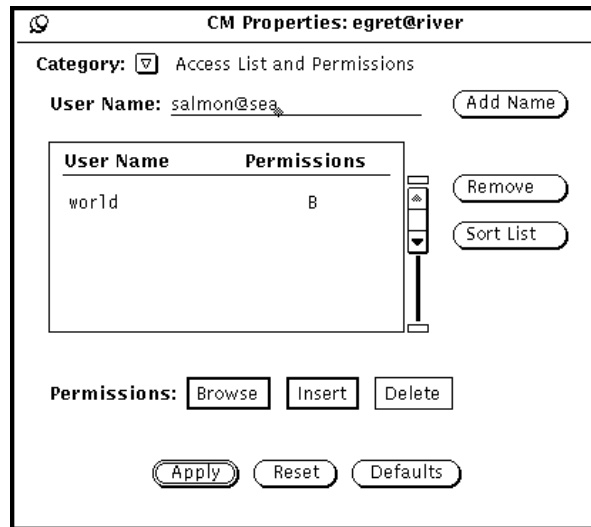 CM Properties: egret@river
Category: Access List and Permissions
User Name: salmon@sea Add Name
User Name Permissions
world B
Remove
Sort List
Permissions: Browse Insert Delete
Apply Reset Defaults